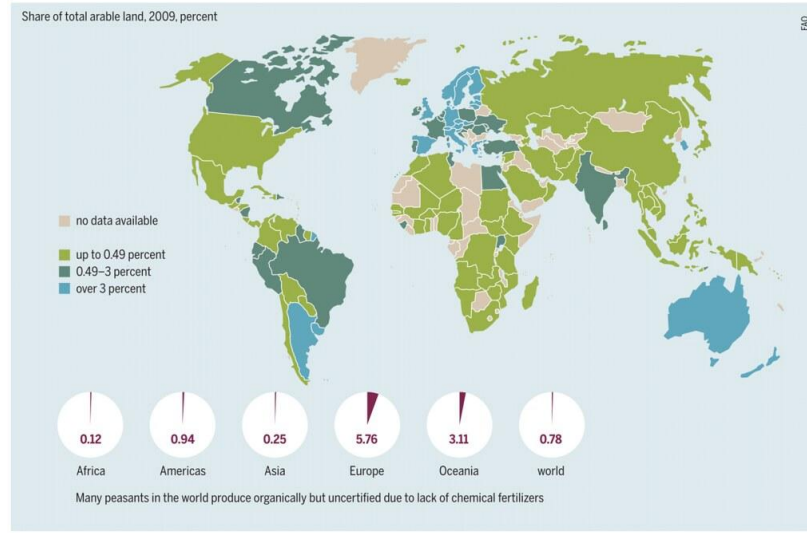 Share of total arable land, 2009, percent
FAO
no data available
up to 0.49 percent
0.49–3 percent
over 3 percent
0.12
0.94
0.25
5.76
3.11
0.78
Africa
Americas
Asia
Europe
Oceania
world
Many peasants in the world produce organically but uncertified due to lack of chemical fertilizers